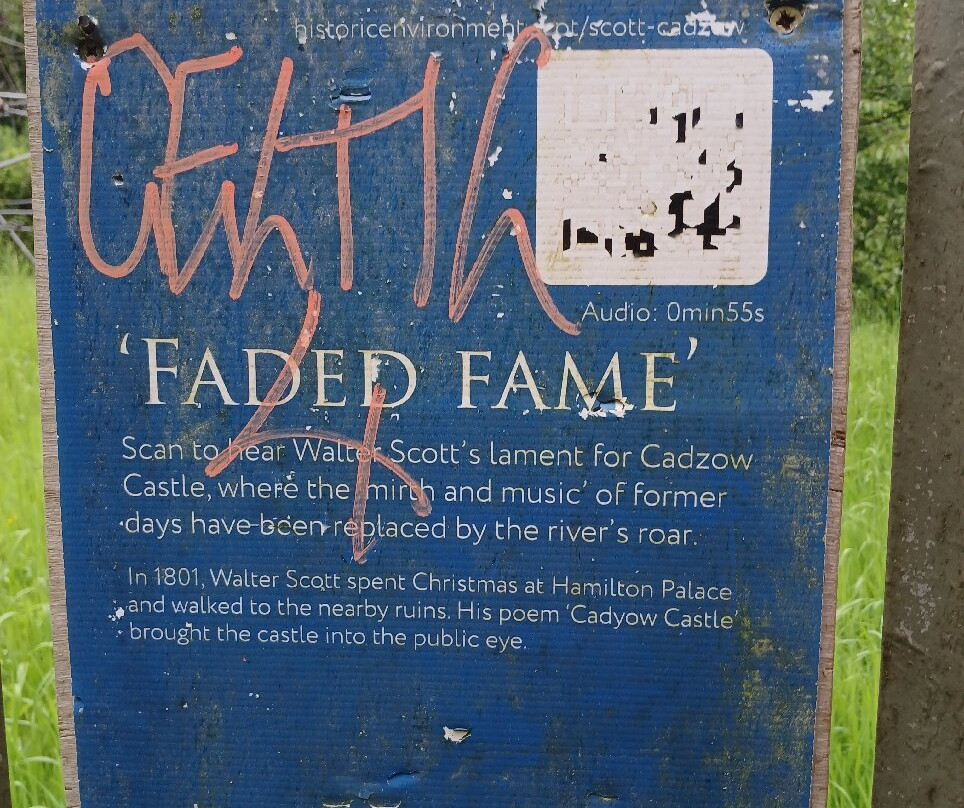 historicenvironment.scot/scott-cadzow
Audio: 0min55s
‘FADED FAME’
Scan to hear Walter Scott’s lament for Cadzow
Castle, where the ‘mirth and music’ of former
days have been replaced by the river’s roar.
In 1801, Walter Scott spent Christmas at Hamilton Palace
and walked to the nearby ruins. His poem ‘Cadyow Castle’
brought the castle into the public eye.